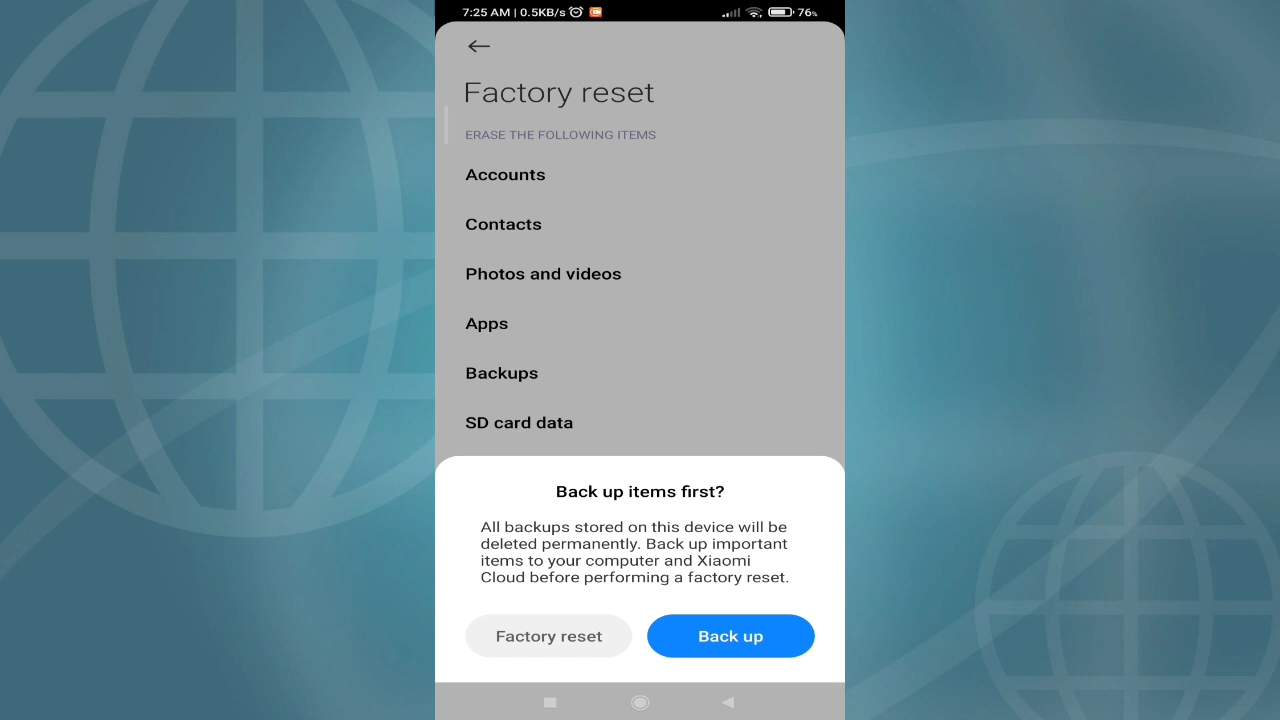 7:25 AM | 0.5KB/s 76%
Factory reset
ERASE THE FOLLOWING ITEMS
Accounts
Contacts
Photos and videos
Apps
Backups
SD card data
Back up items first?
All backups stored on this device will be
deleted permanently. Back up important
items to your computer and Xiaomi
Cloud before performing a factory reset.
Factory reset Back up